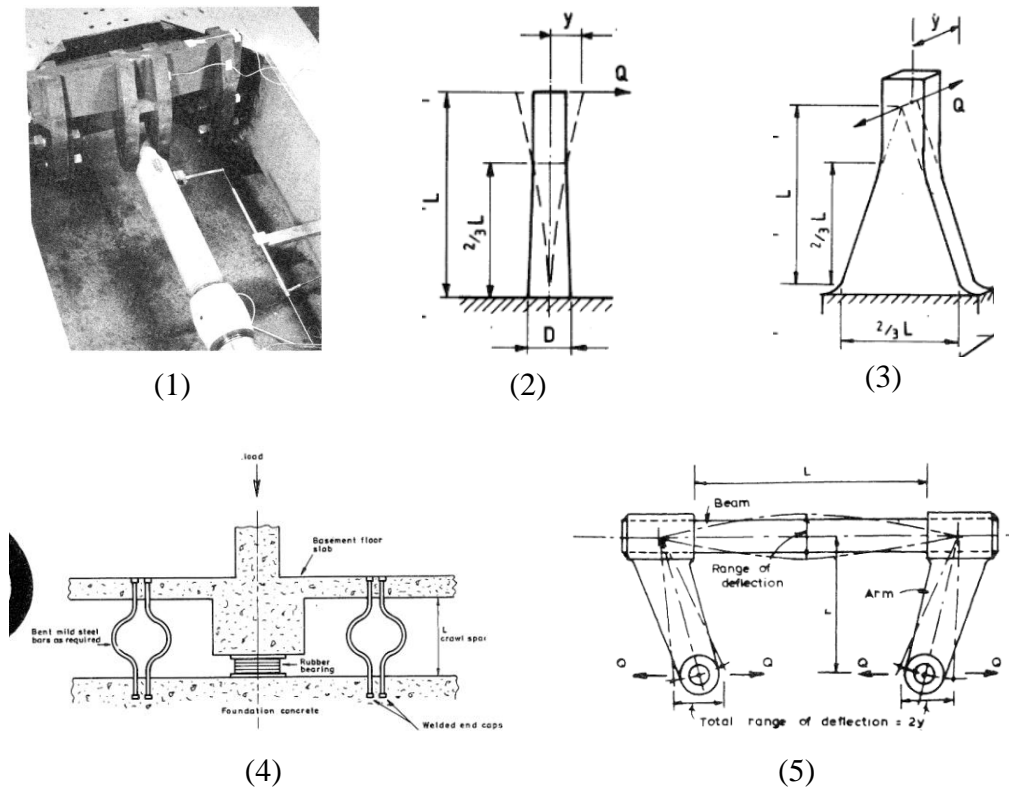 (1)
y
Q
L
2/3 L
D
(2)
y
Q
L
2/3 L
2/3 L
(3)
load
Basement floor
slab
Bent mild steel
bars as required
L
crawl spac
Rubber
bearing
Foundation concrete
Welded end caps
(4)
L
Beam
Range of
deflection
L
Arm
Q
Q
Q
Q
Total range of deflection = 2y
(5)